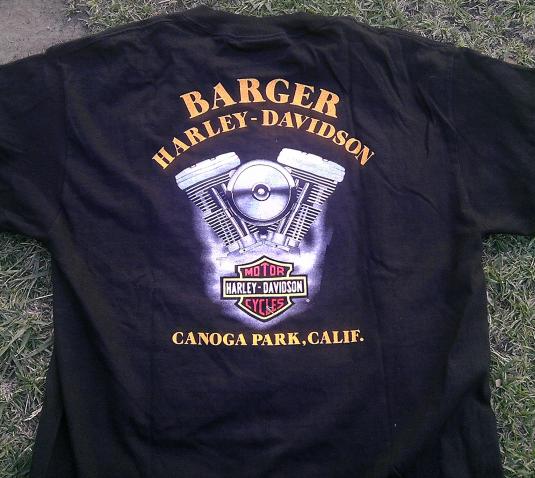 BARGER
HARLEY-DAVIDSON
MOTOR
HARLEY-DAVIDSON
CYCLES
CANOGA PARK, CALIF.